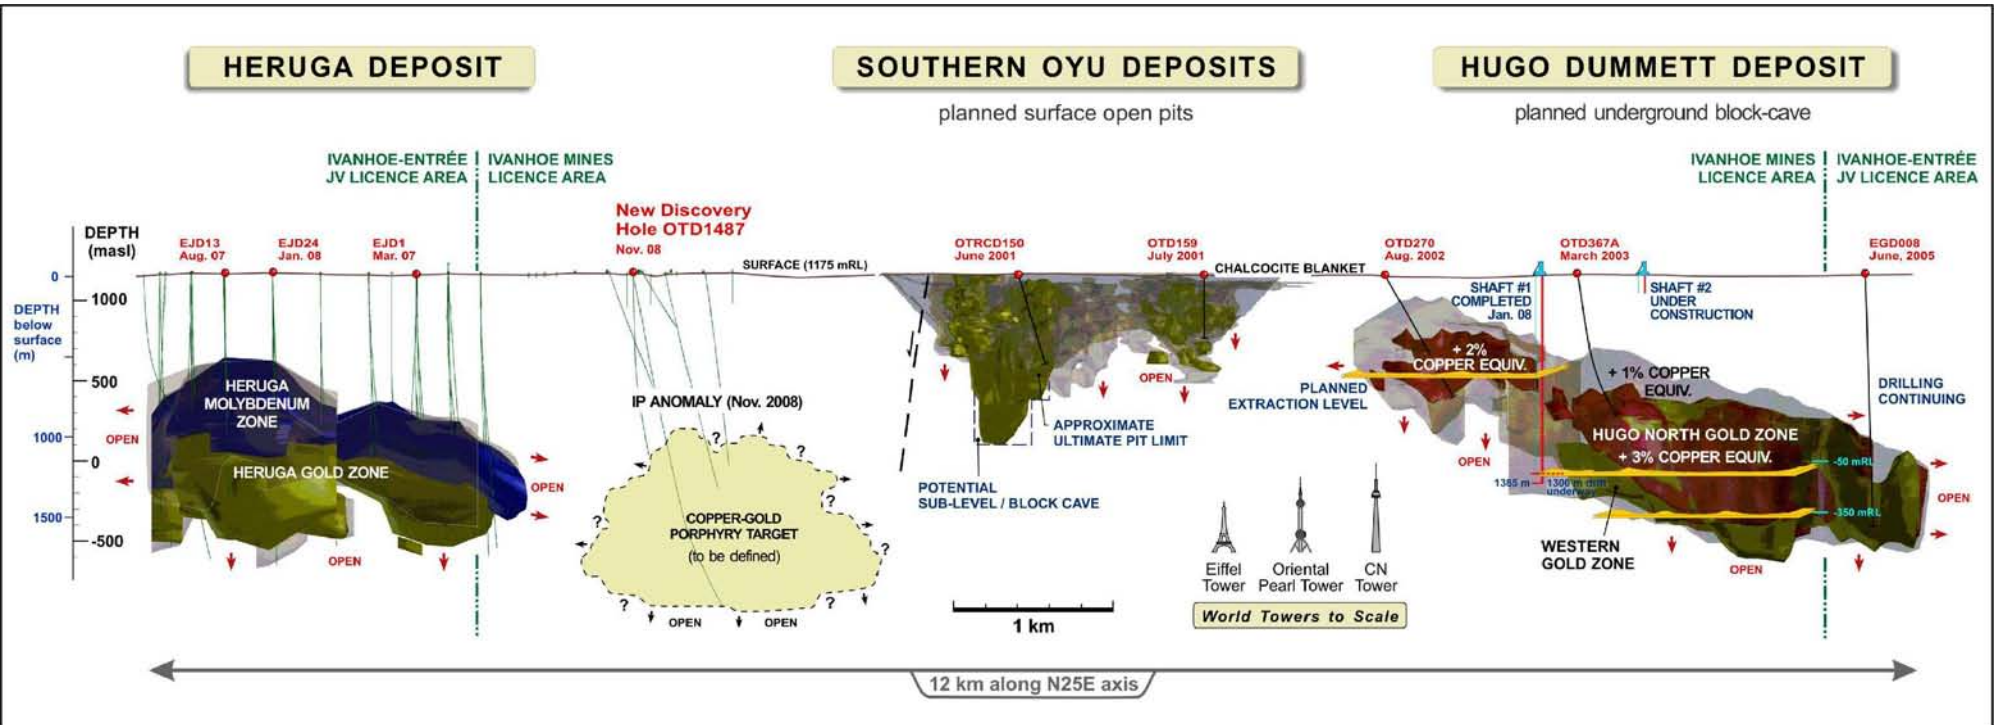 HERUGA DEPOSIT
SOUTHERN OYU DEPOSITS
planned surface open pits
HUGO DUMMETT DEPOSIT
planned underground block-cave
IVANHOE-ENTRÉE
JV LICENCE AREA
IVANHOE MINES
LICENCE AREA
IVANHOE MINES
LICENCE AREA
IVANHOE-ENTRÉE
JV LICENCE AREA
DEPTH
(masl)
0
1000
DEPTH
below
surface
(m)
500
1000
0
1500
-500
EJD13
Aug. 07
EJD24
Jan. 08
EJD1
Mar. 07
New Discovery
Hole OTD1487
Nov. 08
SURFACE (1175 mRL)
OTRCD150
June 2001
OTD159
July 2001
CHALCOCITE BLANKET
OTD270
Aug. 2002
OTD367A
March 2003
EGD008
June, 2005
SHAFT #1
COMPLETED
Jan. 08
SHAFT #2
UNDER
CONSTRUCTION
HERUGA
MOLYBDENUM
ZONE
HERUGA GOLD ZONE
OPEN
OPEN
OPEN
IP ANOMALY (Nov. 2008)
?
?
?
?
?
?
?
COPPER-GOLD
PORPHYRY TARGET
(to be defined)
OPEN
OPEN
OPEN
APPROXIMATE
ULTIMATE PIT LIMIT
POTENTIAL
SUB-LEVEL / BLOCK CAVE
+ 2%
COPPER EQUIV.
PLANNED
EXTRACTION LEVEL
+ 1% COPPER
EQUIV.
DRILLING
CONTINUING
HUGO NORTH GOLD ZONE
+ 3% COPPER EQUIV.
OPEN
-50 mRL
1385 m
1300 m drift
underway
-350 mRL
OPEN
WESTERN
GOLD ZONE
OPEN
Eiffel
Tower
Oriental
Pearl Tower
CN
Tower
World Towers to Scale
1 km
12 km along N25E axis